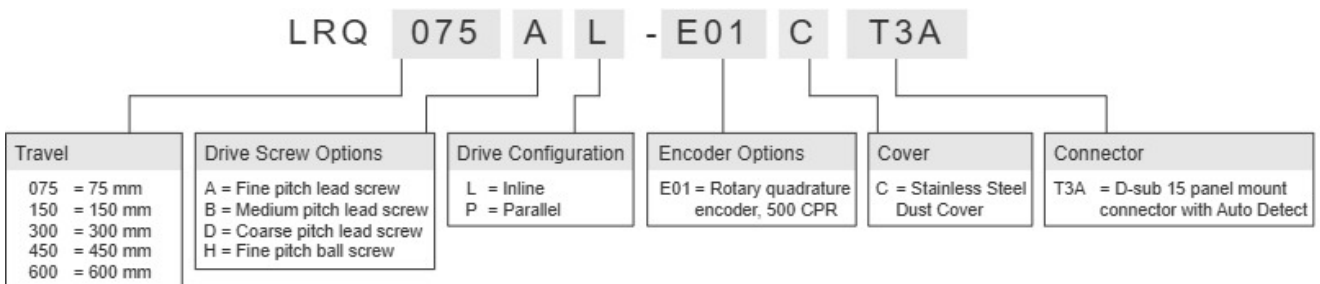 LRQ 075 A L - E01 C T3A
Travel
075 = 75 mm
150 = 150 mm
300 = 300 mm
450 = 450 mm
600 = 600 mm
Drive Screw Options
A = Fine pitch lead screw
B = Medium pitch lead screw
D = Coarse pitch lead screw
H = Fine pitch ball screw
Drive Configuration
L = Inline
P = Parallel
Encoder Options
E01 = Rotary quadrature
encoder, 500 CPR
Cover
C = Stainless Steel
Dust Cover
Connector
T3A = D-sub 15 panel mount
connector with Auto Detect